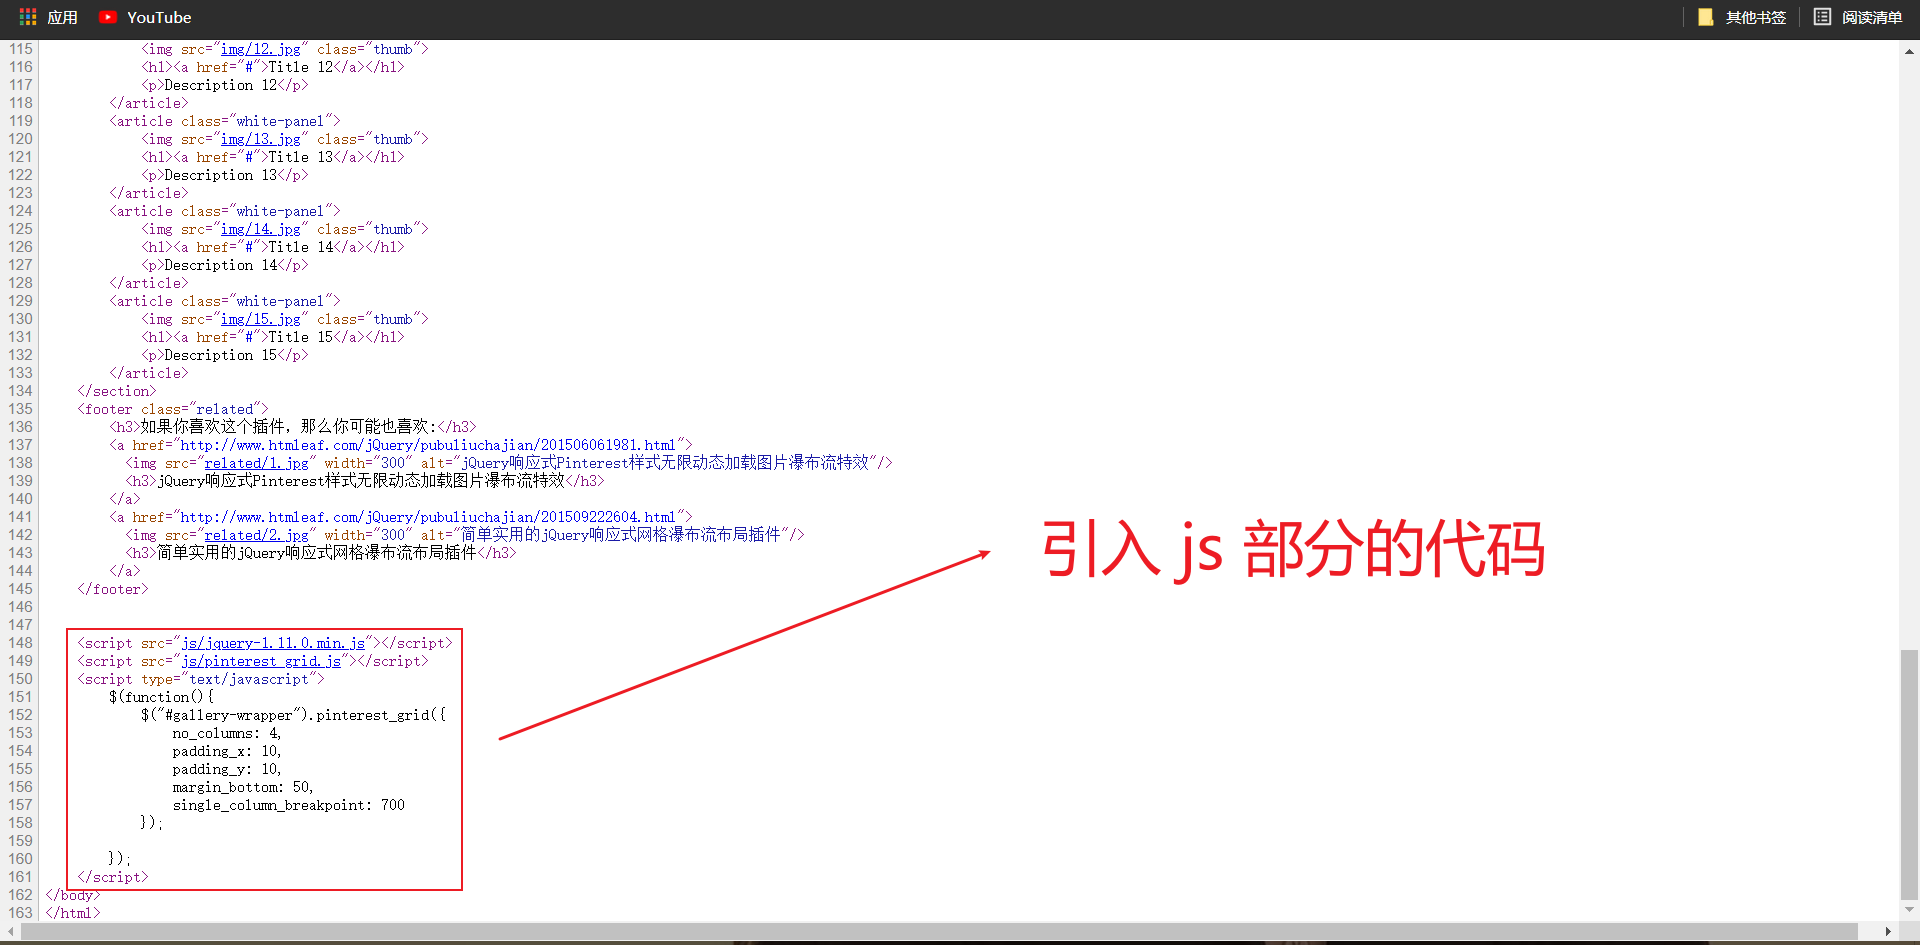 应用 YouTube 其他书签 阅读清单
115 <img src="img/12.jpg" class="thumb">
116 <h1><a href="#">Title 12</a></h1>
117 <p>Description 12</p>
118 </article>
119 <article class="white-panel">
120 <img src="img/13.jpg" class="thumb">
121 <h1><a href="#">Title 13</a></h1>
122 <p>Description 13</p>
123 </article>
124 <article class="white-panel">
125 <img src="img/14.jpg" class="thumb">
126 <h1><a href="#">Title 14</a></h1>
127 <p>Description 14</p>
128 </article>
129 <article class="white-panel">
130 <img src="img/15.jpg" class="thumb">
131 <h1><a href="#">Title 15</a></h1>
132 <p>Description 15</p>
133 </article>
134 </section>
135 <footer class="related">
136 <h3>如果你喜欢这个插件，那么你可能也喜欢:</h3>
137 <a href="http://www.htmleaf.com/jQuery/pubuliuchajian/201506061981.html">
138 <img src="related/1.jpg" width="300" alt="jQuery响应式Pinterest样式无限动态加载图片瀑布流特效"/>
139 <h3>jQuery响应式Pinterest样式无限动态加载图片瀑布流特效</h3>
140 </a>
141 <a href="http://www.htmleaf.com/jQuery/pubuliuchajian/201509222604.html">
142 <img src="related/2.jpg" width="300" alt="简单实用的jQuery响应式网格瀑布流布局插件"/>
143 <h3>简单实用的jQuery响应式网格瀑布流布局插件</h3>
144 </a>
145 </footer>
146
147
148 <script src="js/jquery-1.11.0.min.js"></script>
149 <script src="js/pinterest_grid.js"></script>
150 <script type="text/javascript">
151 $(function(){
152 $("#gallery-wrapper").pinterest_grid({
153 no_columns: 4,
154 padding_x: 10,
155 padding_y: 10,
156 margin_bottom: 50,
157 single_column_breakpoint: 700
158 });
159
160 });
161 </script>
162 </body>
163 </html>
引入 js 部分的代码